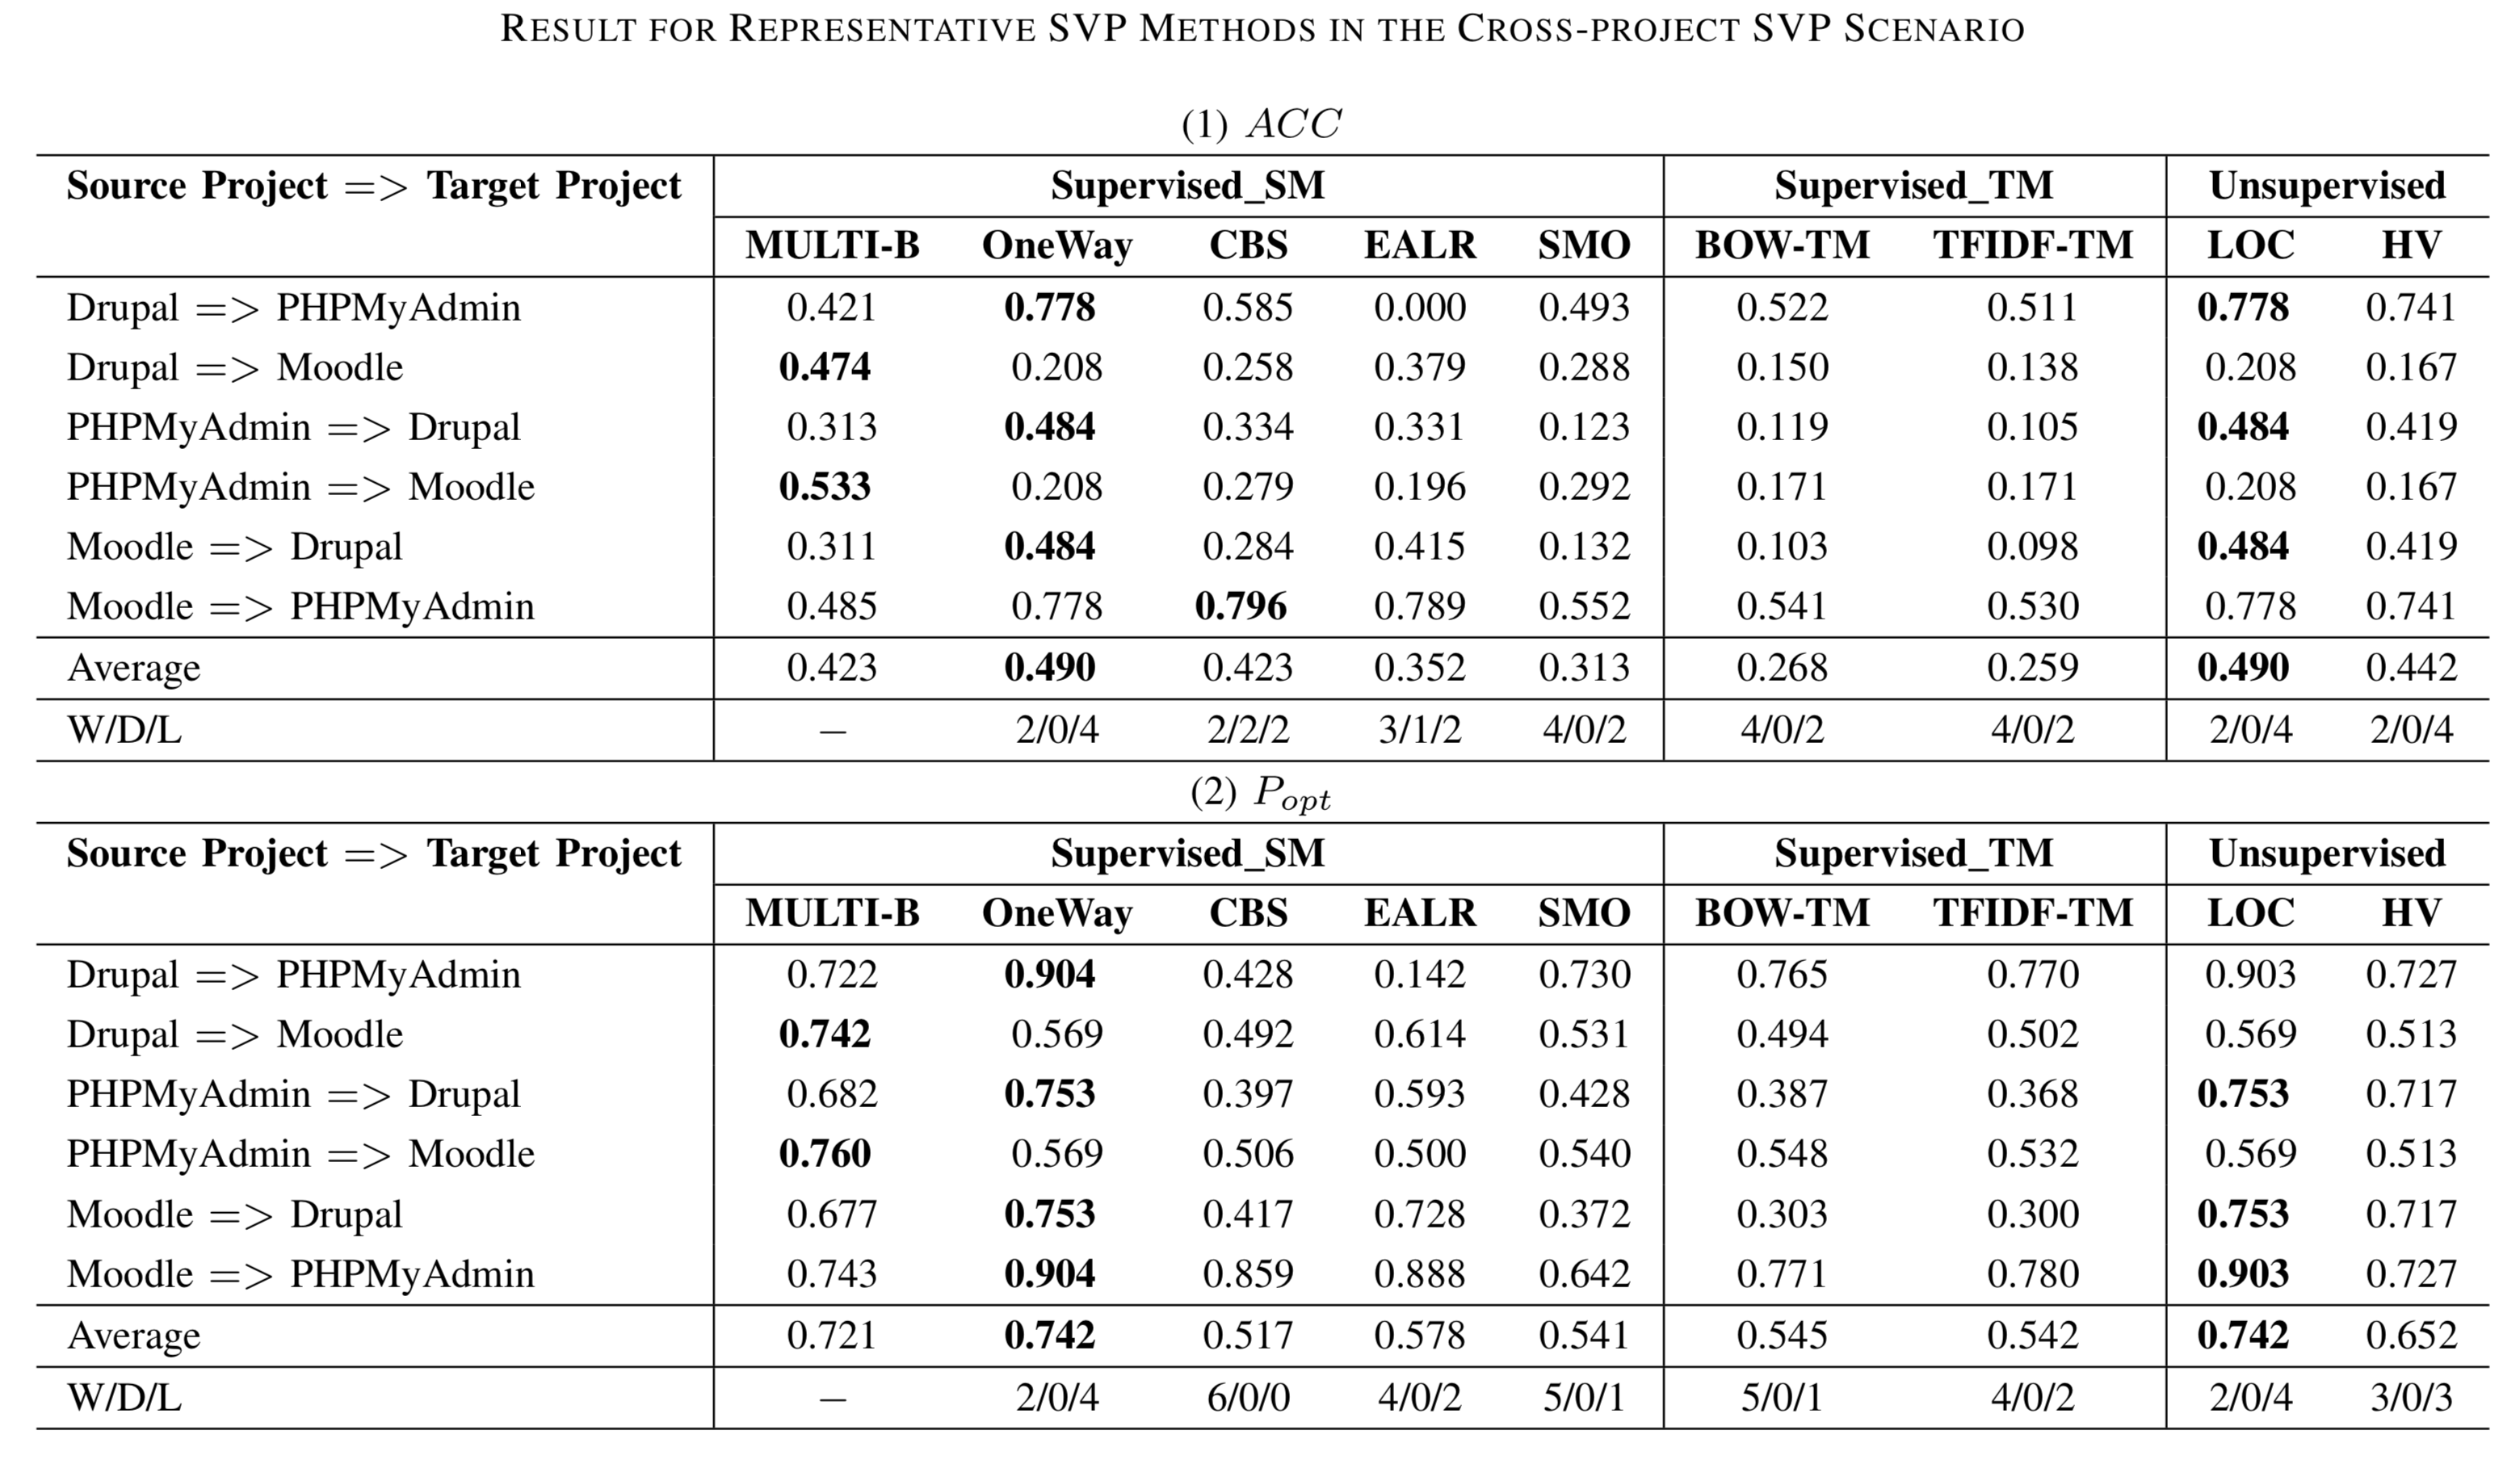 RESULT FOR REPRESENTATIVE SVP METHODS IN THE CROSS-PROJECT SVP SCENARIO
(1) ACC
Source Project => Target Project Supervised_SM Supervised_TM Unsupervised
MULTI-B OneWay CBS EALR SMO BOW-TM TFIDF-TM LOC HV
Drupal => PHPMyAdmin 0.421 0.778 0.585 0.000 0.493 0.522 0.511 0.778 0.741
Drupal => Moodle 0.474 0.208 0.258 0.379 0.288 0.150 0.138 0.208 0.167
PHPMyAdmin => Drupal 0.313 0.484 0.334 0.331 0.123 0.119 0.105 0.484 0.419
PHPMyAdmin => Moodle 0.533 0.208 0.279 0.196 0.292 0.171 0.171 0.208 0.167
Moodle => Drupal 0.311 0.484 0.284 0.415 0.132 0.103 0.098 0.484 0.419
Moodle => PHPMyAdmin 0.485 0.778 0.796 0.789 0.552 0.541 0.530 0.778 0.741
Average 0.423 0.490 0.423 0.352 0.313 0.268 0.259 0.490 0.442
W/D/L – 2/0/4 2/2/2 3/1/2 4/0/2 4/0/2 4/0/2 2/0/4 2/0/4
(2) Popt
Source Project => Target Project Supervised_SM Supervised_TM Unsupervised
MULTI-B OneWay CBS EALR SMO BOW-TM TFIDF-TM LOC HV
Drupal => PHPMyAdmin 0.722 0.904 0.428 0.142 0.730 0.765 0.770 0.903 0.727
Drupal => Moodle 0.742 0.569 0.492 0.614 0.531 0.494 0.502 0.569 0.513
PHPMyAdmin => Drupal 0.682 0.753 0.397 0.593 0.428 0.387 0.368 0.753 0.717
PHPMyAdmin => Moodle 0.760 0.569 0.506 0.500 0.540 0.548 0.532 0.569 0.513
Moodle => Drupal 0.677 0.753 0.417 0.728 0.372 0.303 0.300 0.753 0.717
Moodle => PHPMyAdmin 0.743 0.904 0.859 0.888 0.642 0.771 0.780 0.903 0.727
Average 0.721 0.742 0.517 0.578 0.541 0.545 0.542 0.742 0.652
W/D/L – 2/0/4 6/0/0 4/0/2 5/0/1 5/0/1 4/0/2 2/0/4 3/0/3